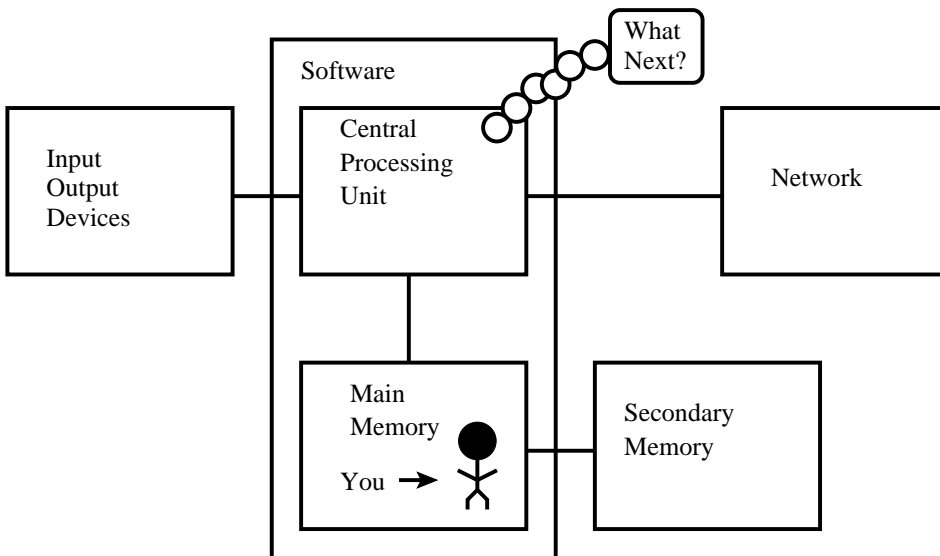 What
Next?
Software
Input
Output
Devices
Central
Processing
Unit
Network
Main
Memory
You
Secondary
Memory